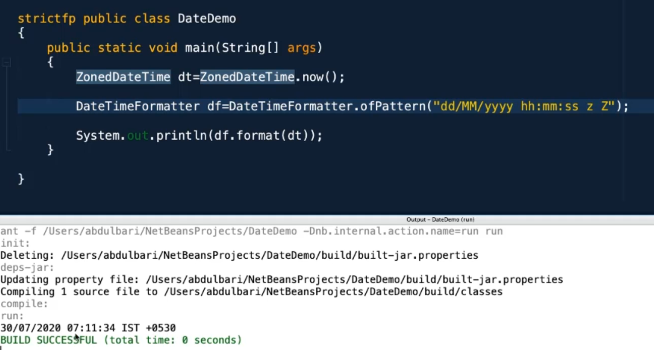 strictfp public class DateDemo
{
public static void main(String[] args)
{
ZonedDateTime dt=ZonedDateTime.now();
DateTimeFormatter df=DateTimeFormatter.ofPattern("dd/MM/yyyy hh:mm:ss z Z");
System.out.println(df.format(dt));
}
}
Output - DateDemo (run)
ant -f /Users/abdulbari/NetBeansProjects/DateDemo -Dnb.internal.action.name=run run
init:
Deleting: /Users/abdulbari/NetBeansProjects/DateDemo/build/built-jar.properties
deps-jar:
Updating property file: /Users/abdulbari/NetBeansProjects/DateDemo/build/built-jar.properties
Compiling 1 source file to /Users/abdulbari/NetBeansProjects/DateDemo/build/classes
compile:
run:
30/07/2020 07:11:34 IST +0530
BUILD SUCCESSFUL (total time: 0 seconds)